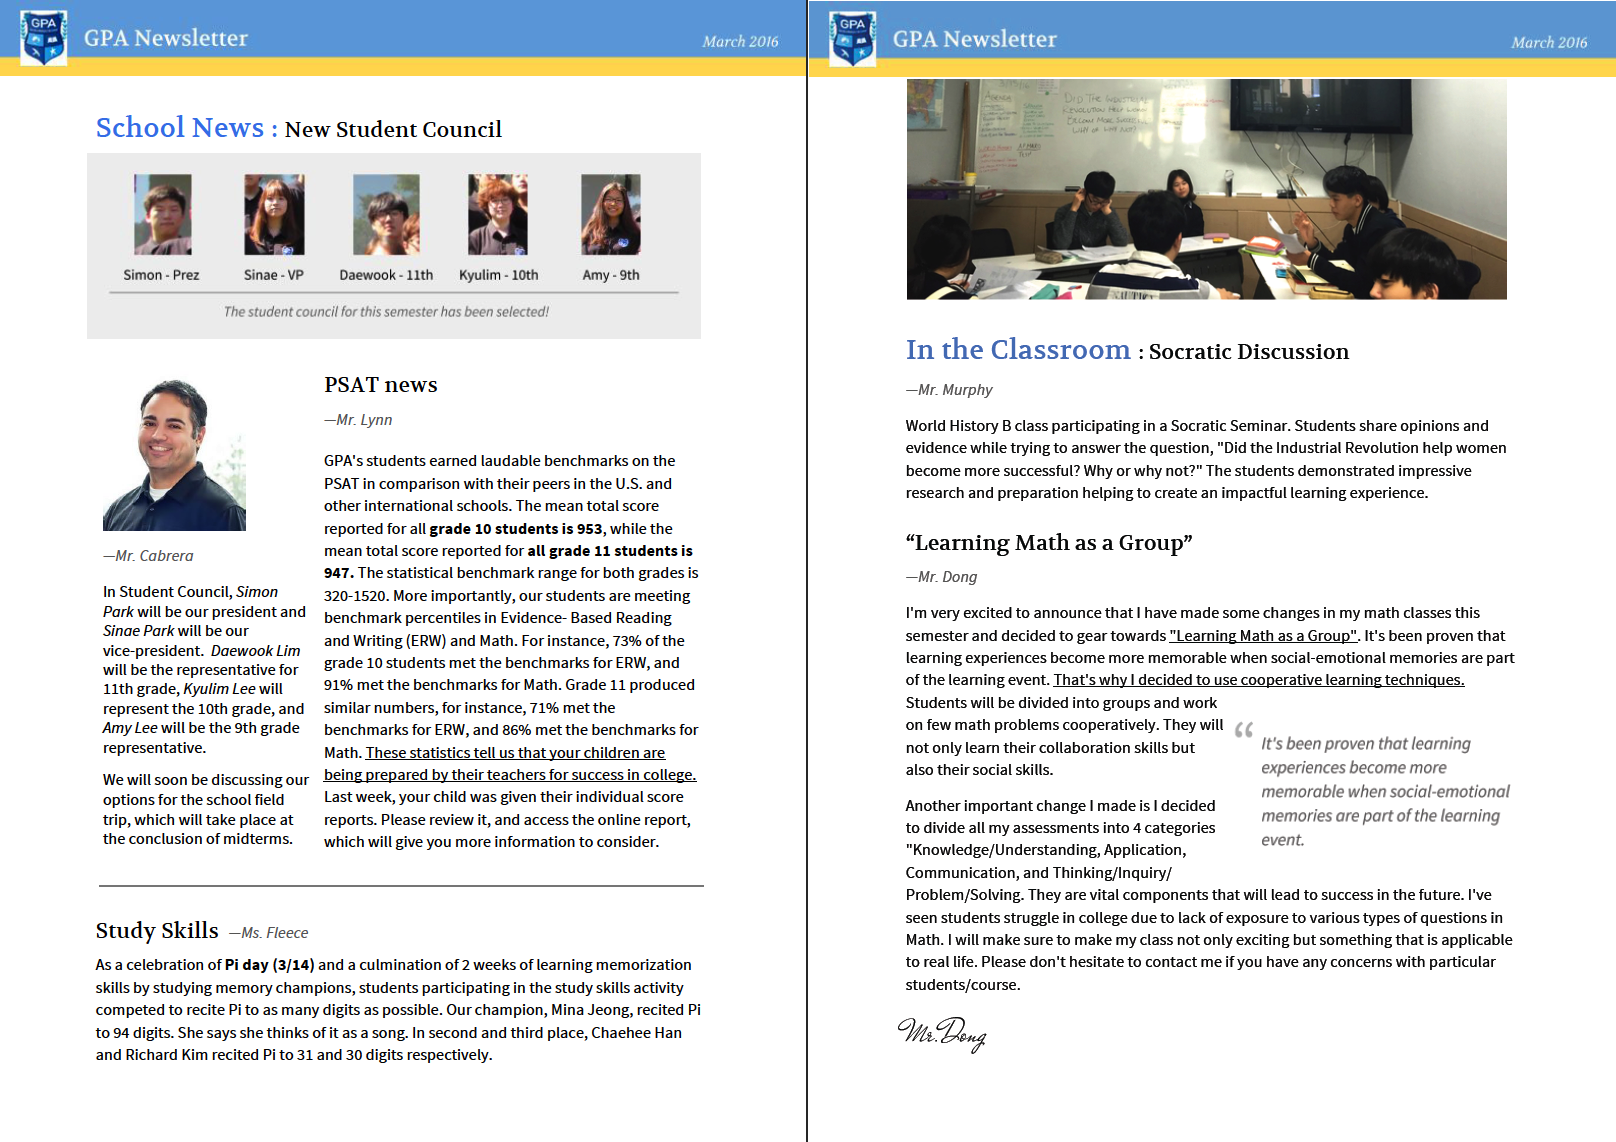 GPA
GPA Newsletter
March 2016
School News : New Student Council
Simon - Prez
Sinae - VP
Daewook - 11th
Kyulim - 10th
Amy - 9th
The student council for this semester has been selected!
—Mr. Cabrera
In Student Council, Simon
Park will be our president and
Sinae Park will be our
vice-president. Daewook Lim
will be the representative for
11th grade, Kyulim Lee will
represent the 10th grade, and
Amy Lee will be the 9th grade
representative.
We will soon be discussing our
options for the school field
trip, which will take place at
the conclusion of midterms.
PSAT news
—Mr. Lynn
GPA's students earned laudable benchmarks on the
PSAT in comparison with their peers in the U.S. and
other international schools. The mean total score
reported for all grade 10 students is 953, while the
mean total score reported for all grade 11 students is
947. The statistical benchmark range for both grades is
320-1520. More importantly, our students are meeting
benchmark percentiles in Evidence- Based Reading
and Writing (ERW) and Math. For instance, 73% of the
grade 10 students met the benchmarks for ERW, and
91% met the benchmarks for Math. Grade 11 produced
similar numbers, for instance, 71% met the
benchmarks for ERW, and 86% met the benchmarks for
Math. These statistics tell us that your children are
being prepared by their teachers for success in college.
Last week, your child was given their individual score
reports. Please review it, and access the online report,
which will give you more information to consider.
Study Skills —Ms. Fleece
As a celebration of Pi day (3/14) and a culmination of 2 weeks of learning memorization
skills by studying memory champions, students participating in the study skills activity
competed to recite Pi to as many digits as possible. Our champion, Mina Jeong, recited Pi
to 94 digits. She says she thinks of it as a song. In second and third place, Chaehee Han
and Richard Kim recited Pi to 31 and 30 digits respectively.
GPA
GPA Newsletter
March 2016
AGENDA
DID THE INDUSTRIAL
REVOLUTION HELP WOMEN
BECOME MORE SUCCESSFUL?
WHY OR WHY NOT?
In the Classroom : Socratic Discussion
—Mr. Murphy
World History B class participating in a Socratic Seminar. Students share opinions and
evidence while trying to answer the question, "Did the Industrial Revolution help women
become more successful? Why or why not?" The students demonstrated impressive
research and preparation helping to create an impactful learning experience.
“Learning Math as a Group”
—Mr. Dong
I'm very excited to announce that I have made some changes in my math classes this
semester and decided to gear towards "Learning Math as a Group". It's been proven that
learning experiences become more memorable when social-emotional memories are part
of the learning event. That's why I decided to use cooperative learning techniques.
Students will be divided into groups and work
on few math problems cooperatively. They will
not only learn their collaboration skills but
also their social skills.
“ It's been proven that learning
experiences become more
memorable when social-emotional
memories are part of the learning
event.
Another important change I made is I decided
to divide all my assessments into 4 categories
"Knowledge/Understanding, Application,
Communication, and Thinking/Inquiry/
Problem/Solving. They are vital components that will lead to success in the future. I've
seen students struggle in college due to lack of exposure to various types of questions in
Math. I will make sure to make my class not only exciting but something that is applicable
to real life. Please don't hesitate to contact me if you have any concerns with particular
students/course.
Mr. Dong